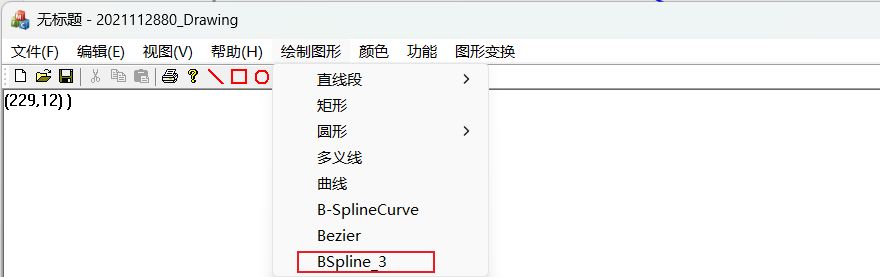 无标题 - 2021112880_Drawing
文件(F) 编辑(E) 视图(V) 帮助(H) 绘制图形 颜色 功能 图形变换
(229,12) )
直线段
矩形
圆形
多义线
曲线
B-SplineCurve
Bezier
BSpline_3